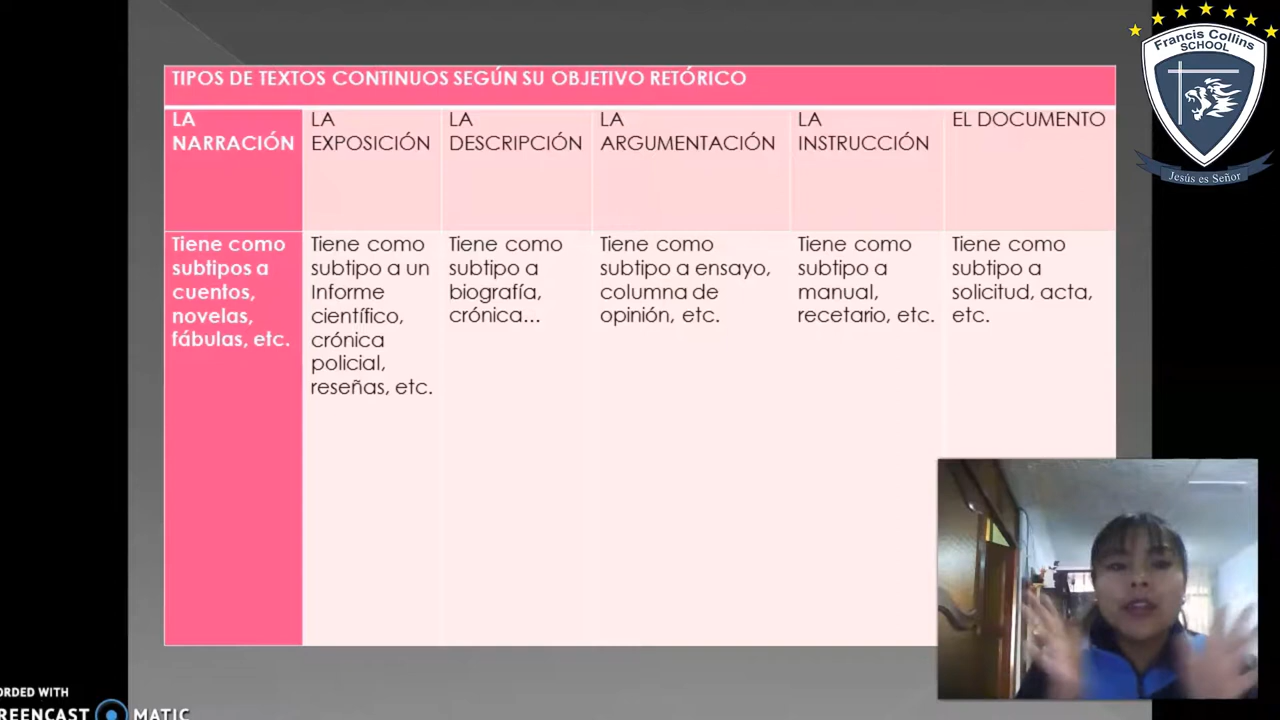 TIPOS DE TEXTOS CONTINUOS SEGÚN SU OBJETIVO RETÓRICO
LA
NARRACIÓN
LA
EXPOSICIÓN
LA
DESCRIPCIÓN
LA
ARGUMENTACIÓN
LA
INSTRUCCIÓN
EL DOCUMENTO
Tiene como
subtipos a
cuentos,
novelas,
fábulas, etc.
Tiene como
subtipo a un
Informe
científico,
crónica
policial,
reseñas, etc.
Tiene como
subtipo a
biografía,
crónica...
Tiene como
subtipo a ensayo,
columna de
opinión, etc.
Tiene como
subtipo a
manual,
recetario, etc.
Tiene como
subtipo a
solicitud, acta,
etc.
Francis Collins
SCHOOL
Jesús es Señor
ORDED WITH
REENCAST MATIC